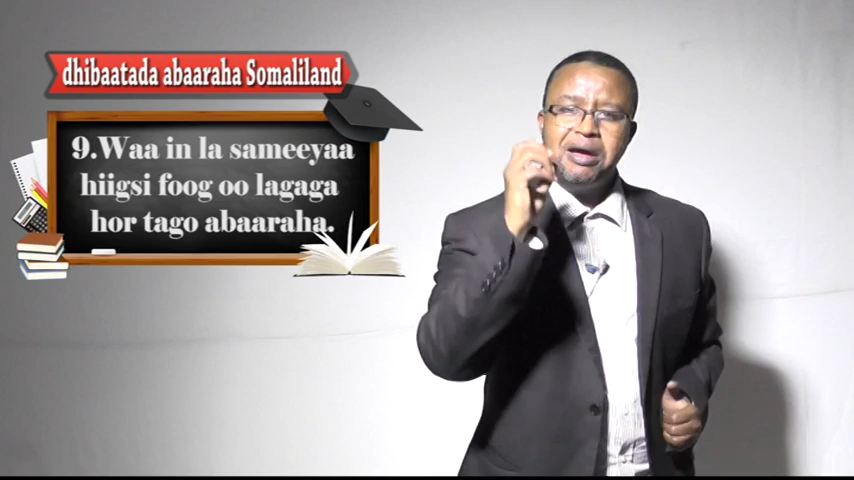 dhibaatada abaaraha Somaliland
9.Waa in la sameeyaa
hiigsi foog oo lagaga
hor tago abaaraha.